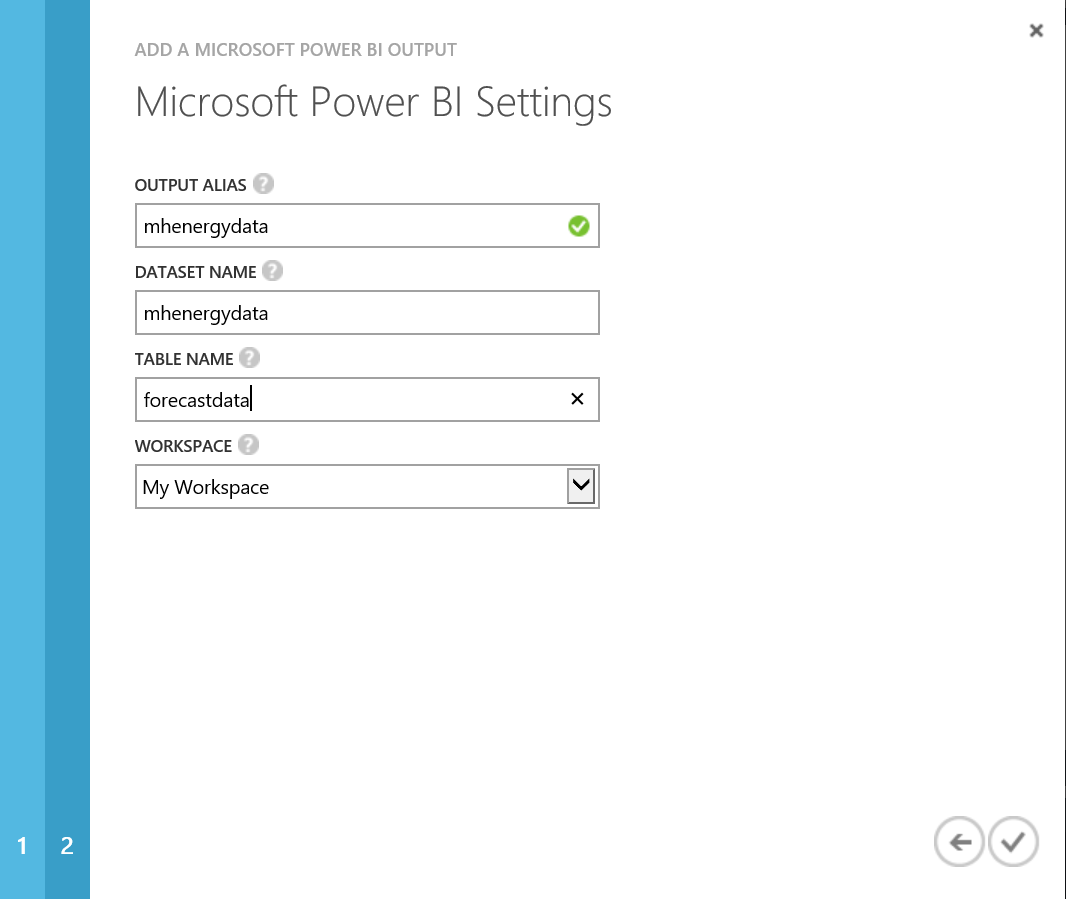 ADD A MICROSOFT POWER BI OUTPUT
Microsoft Power BI Settings
OUTPUT ALIAS ?
mhenergydata
DATASET NAME ?
mhenergydata
TABLE NAME ?
forecastdata
WORKSPACE ?
My Workspace
1 2